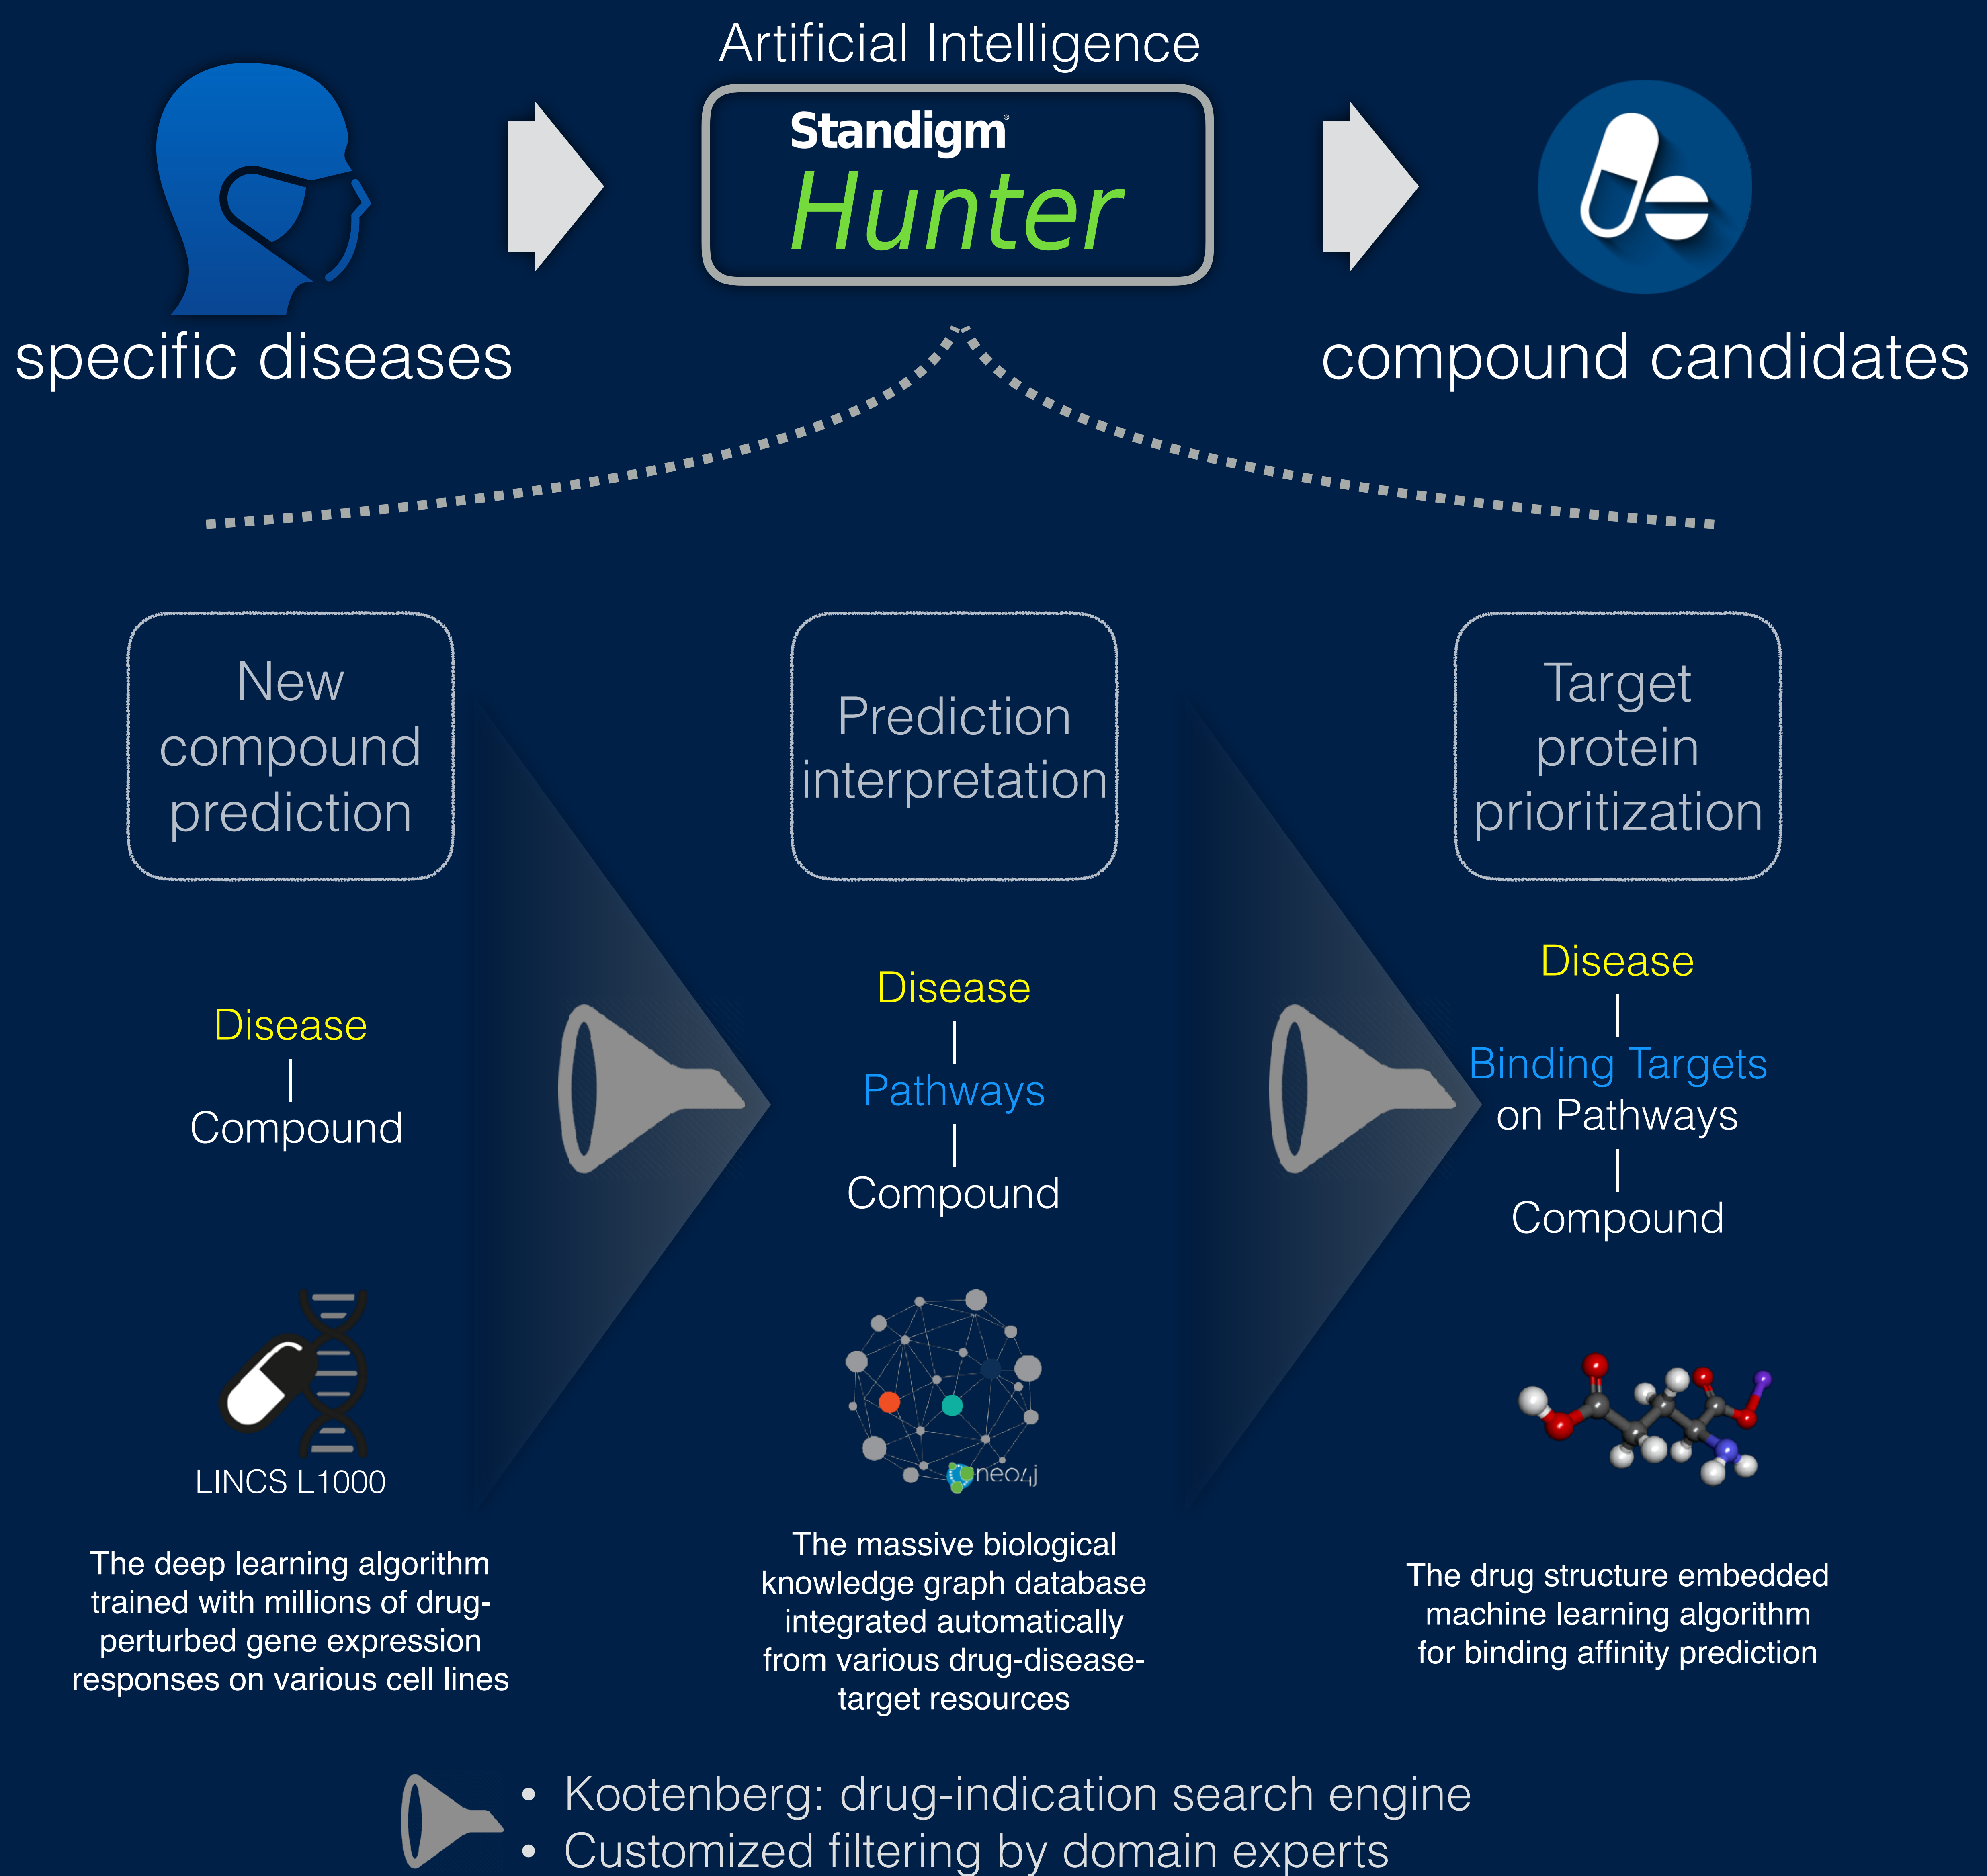 Artificial Intelligence
Standigm®
Hunter
specific diseases
compound candidates
New
compound
prediction
Prediction
interpretation
Target
protein
prioritization
Disease
Compound
Disease
Pathways
Compound
Disease
Binding Targets
on Pathways
Compound
LINCS L1000
neo4j
The deep learning algorithm
trained with millions of drug-
perturbed gene expression
responses on various cell lines
The massive biological
knowledge graph database
integrated automatically
from various drug-disease-
target resources
The drug structure embedded
machine learning algorithm
for binding affinity prediction
• Kootenberg: drug-indication search engine
• Customized filtering by domain experts